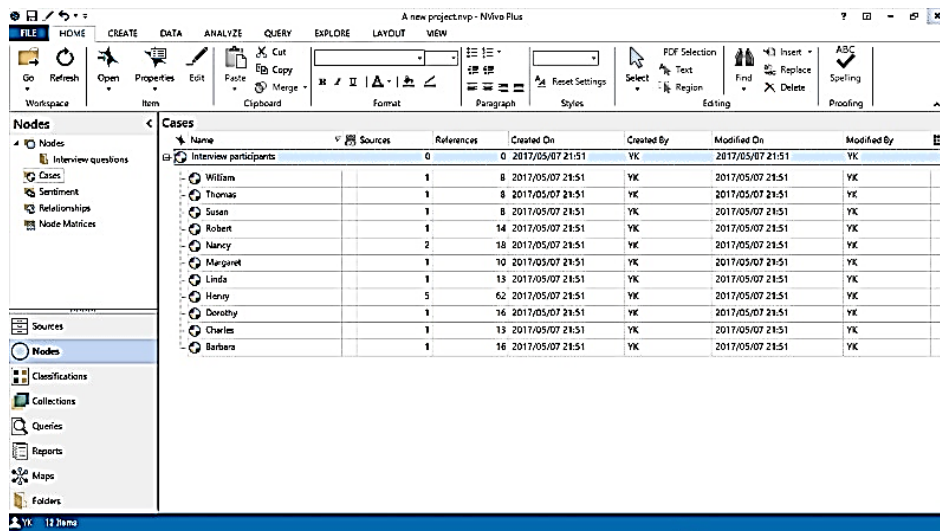 A new project.nvp - NVivo Plus
FILE HOME CREATE DATA ANALYZE QUERY EXPLORE LAYOUT VIEW
Go Refresh Open Properties Edit Paste Cut Copy Merge
B I U A Reset Settings
Select PDF Selection Text Region Find Insert Replace Delete ABC Spelling
Workspace Item Clipboard Format Paragraph Styles Editing Proofing
Nodes
Nodes
Interview questions
Cases
Sentiment
Relationships
Node Matrices
Sources
Nodes
Classifications
Collections
Queries
Reports
Maps
Folders
Cases
Name Sources References Created On Created By Modified On Modified By
Interview participants 0 0 2017/05/07 21:51 YK 2017/05/07 21:51 YK
William 1 8 2017/05/07 21:51 YK 2017/05/07 21:51 YK
Thomas 1 8 2017/05/07 21:51 YK 2017/05/07 21:51 YK
Susan 1 8 2017/05/07 21:51 YK 2017/05/07 21:51 YK
Robert 1 14 2017/05/07 21:51 YK 2017/05/07 21:51 YK
Nancy 2 18 2017/05/07 21:51 YK 2017/05/07 21:51 YK
Margaret 1 10 2017/05/07 21:51 YK 2017/05/07 21:51 YK
Linda 1 13 2017/05/07 21:51 YK 2017/05/07 21:51 YK
Henry 5 62 2017/05/07 21:51 YK 2017/05/07 21:51 YK
Dorothy 1 16 2017/05/07 21:51 YK 2017/05/07 21:51 YK
Charles 1 13 2017/05/07 21:51 YK 2017/05/07 21:51 YK
Barbara 1 16 2017/05/07 21:51 YK 2017/05/07 21:51 YK
YK 12 Items